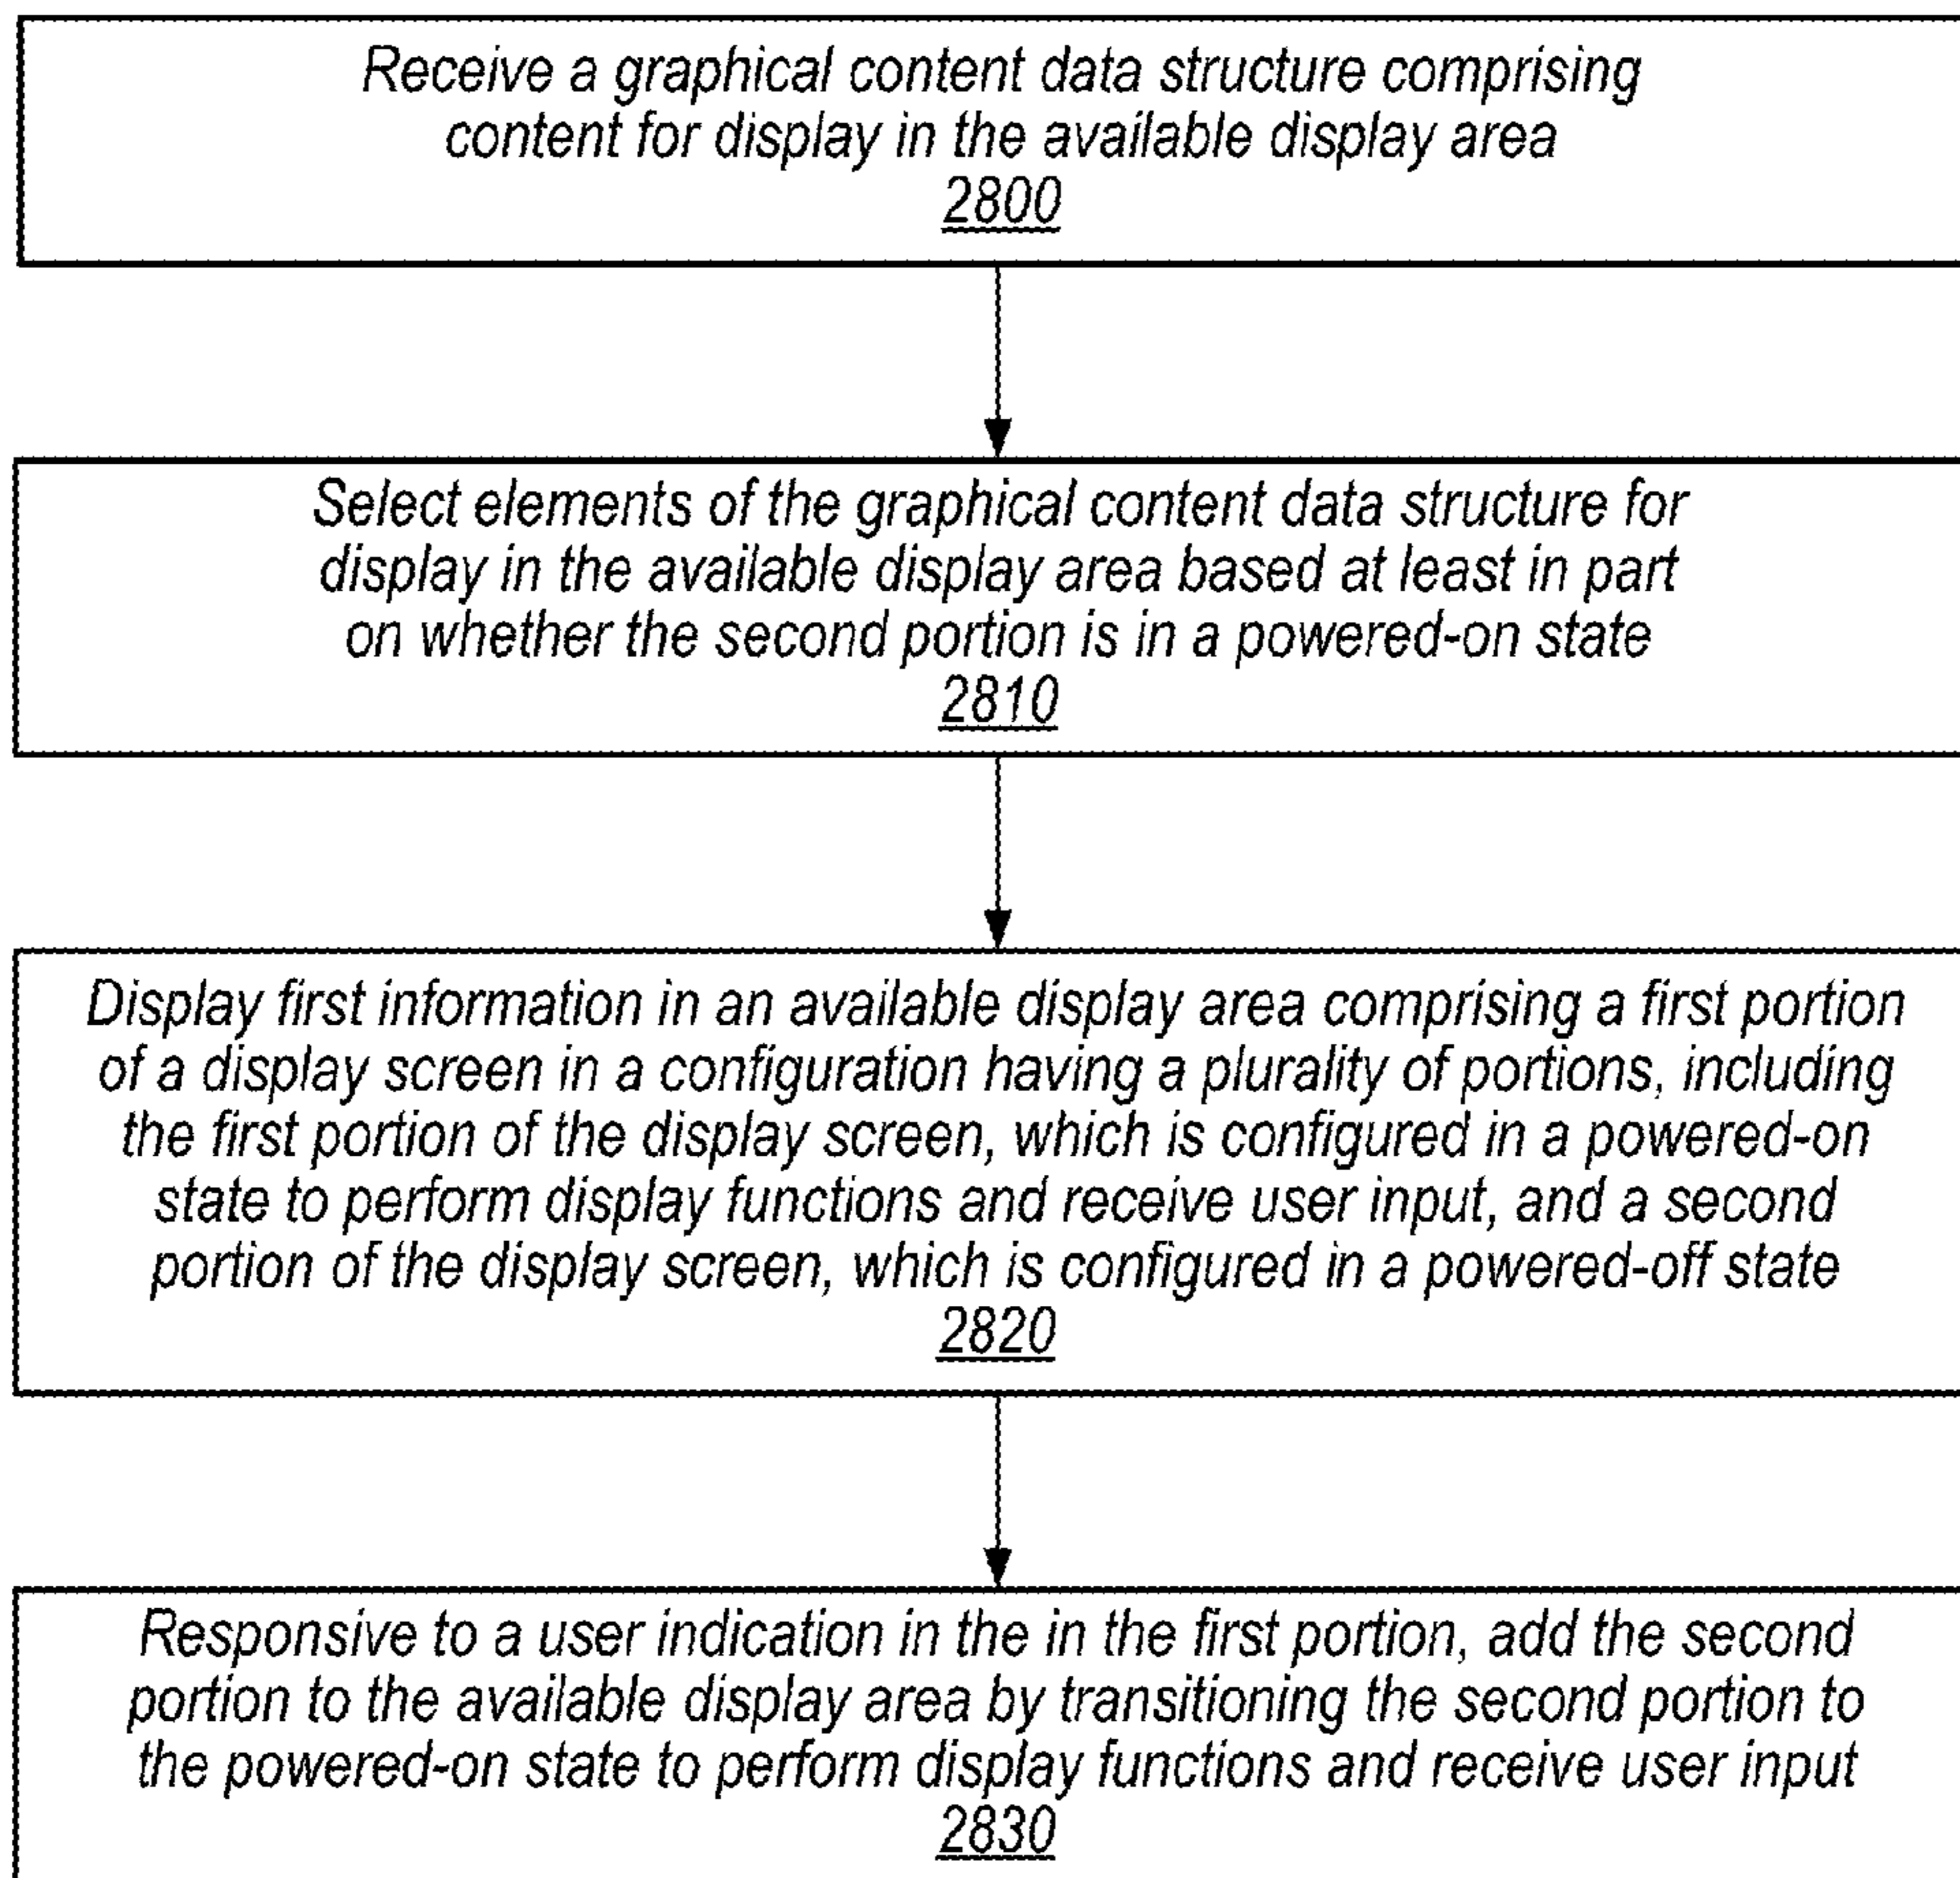 Receive a graphical content data structure comprising
content for display in the available display area
2800
Select elements of the graphical content data structure for
display in the available display area based at least in part
on whether the second portion is in a powered-on state
2810
Display first information in an available display area comprising a first portion
of a display screen in a configuration having a plurality of portions, including
the first portion of the display screen, which is configured in a powered-on
state to perform display functions and receive user input, and a second
portion of the display screen, which is configured in a powered-off state
2820
Responsive to a user indication in the in the first portion, add the second
portion to the available display area by transitioning the second portion to
the powered-on state to perform display functions and receive user input
2830